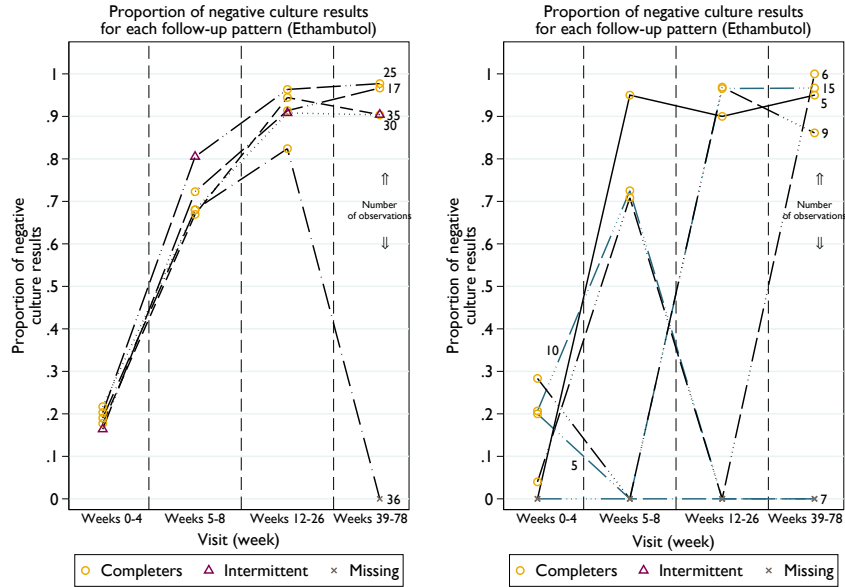 Proportion of negative culture results
for each follow-up pattern (Ethambutol)
1
.9
.8
.7
.6
.5
.4
.3
.2
.1
0
Proportion of negative
culture results
25
17
35
30
⇑
Number
of observations
⇓
36
Weeks 0-4 Weeks 5-8 Weeks 12-26 Weeks 39-78
Visit (week)
Completers Intermittent Missing
Proportion of negative culture results
for each follow-up pattern (Ethambutol)
1
.9
.8
.7
.6
.5
.4
.3
.2
.1
0
Proportion of negative
culture results
6
15
5
9
⇑
Number
of observations
⇓
10
5
7
Weeks 0-4 Weeks 5-8 Weeks 12-26 Weeks 39-78
Visit (week)
Completers Intermittent Missing